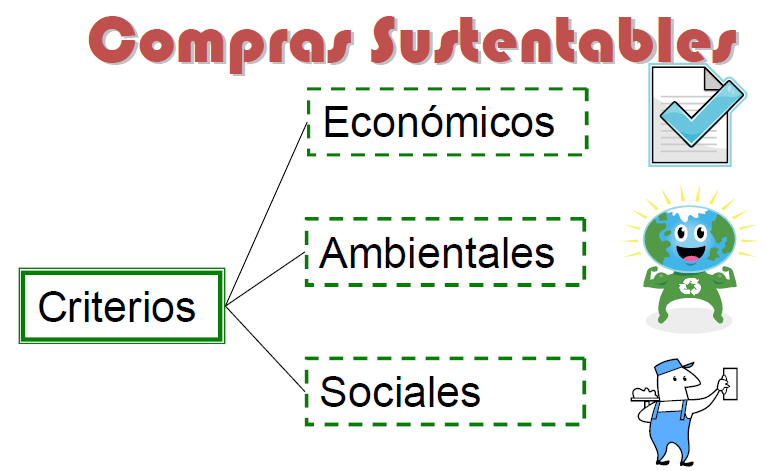 Compras Sustentables
Económicos
Ambientales
Criterios
Sociales